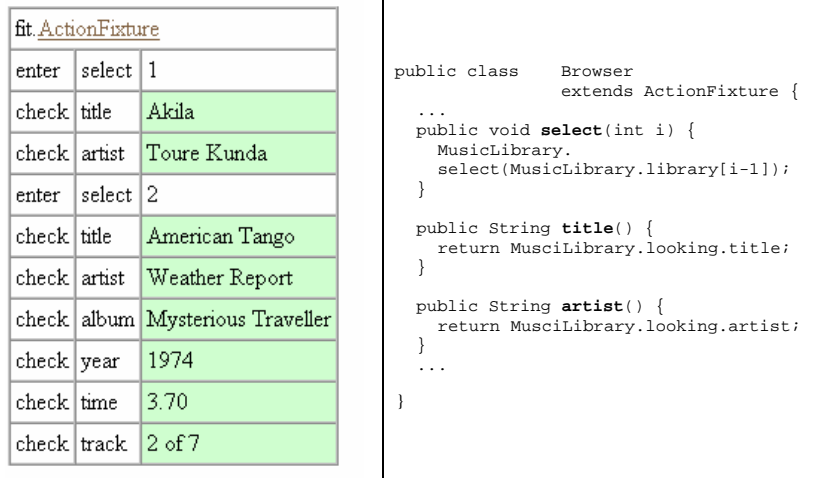 fit.ActionFixture
enter select 1
check title Akila
check artist Toure Kunda
enter select 2
check title American Tango
check artist Weather Report
check album Mysterious Traveller
check year 1974
check time 3.70
check track 2 of 7
public class Browser
extends ActionFixture {
...
public void select(int i) {
MusicLibrary.
select(MusicLibrary.library[i-1]);
}
public String title() {
return MusciLibrary.looking.title;
}
public String artist() {
return MusciLibrary.looking.artist;
}
...
}